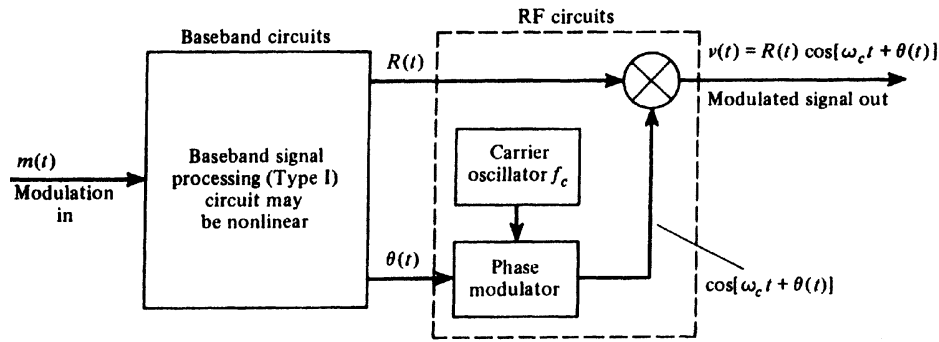 Baseband circuits
RF circuits
R(t)
v(t) = R(t) cos[ω_c t + θ(t)]
Modulated signal out
m(t)
Modulation
in
Baseband signal
processing (Type I)
circuit may
be nonlinear
Carrier
oscillator f_c
θ(t)
Phase
modulator
cos[ω_c t + θ(t)]